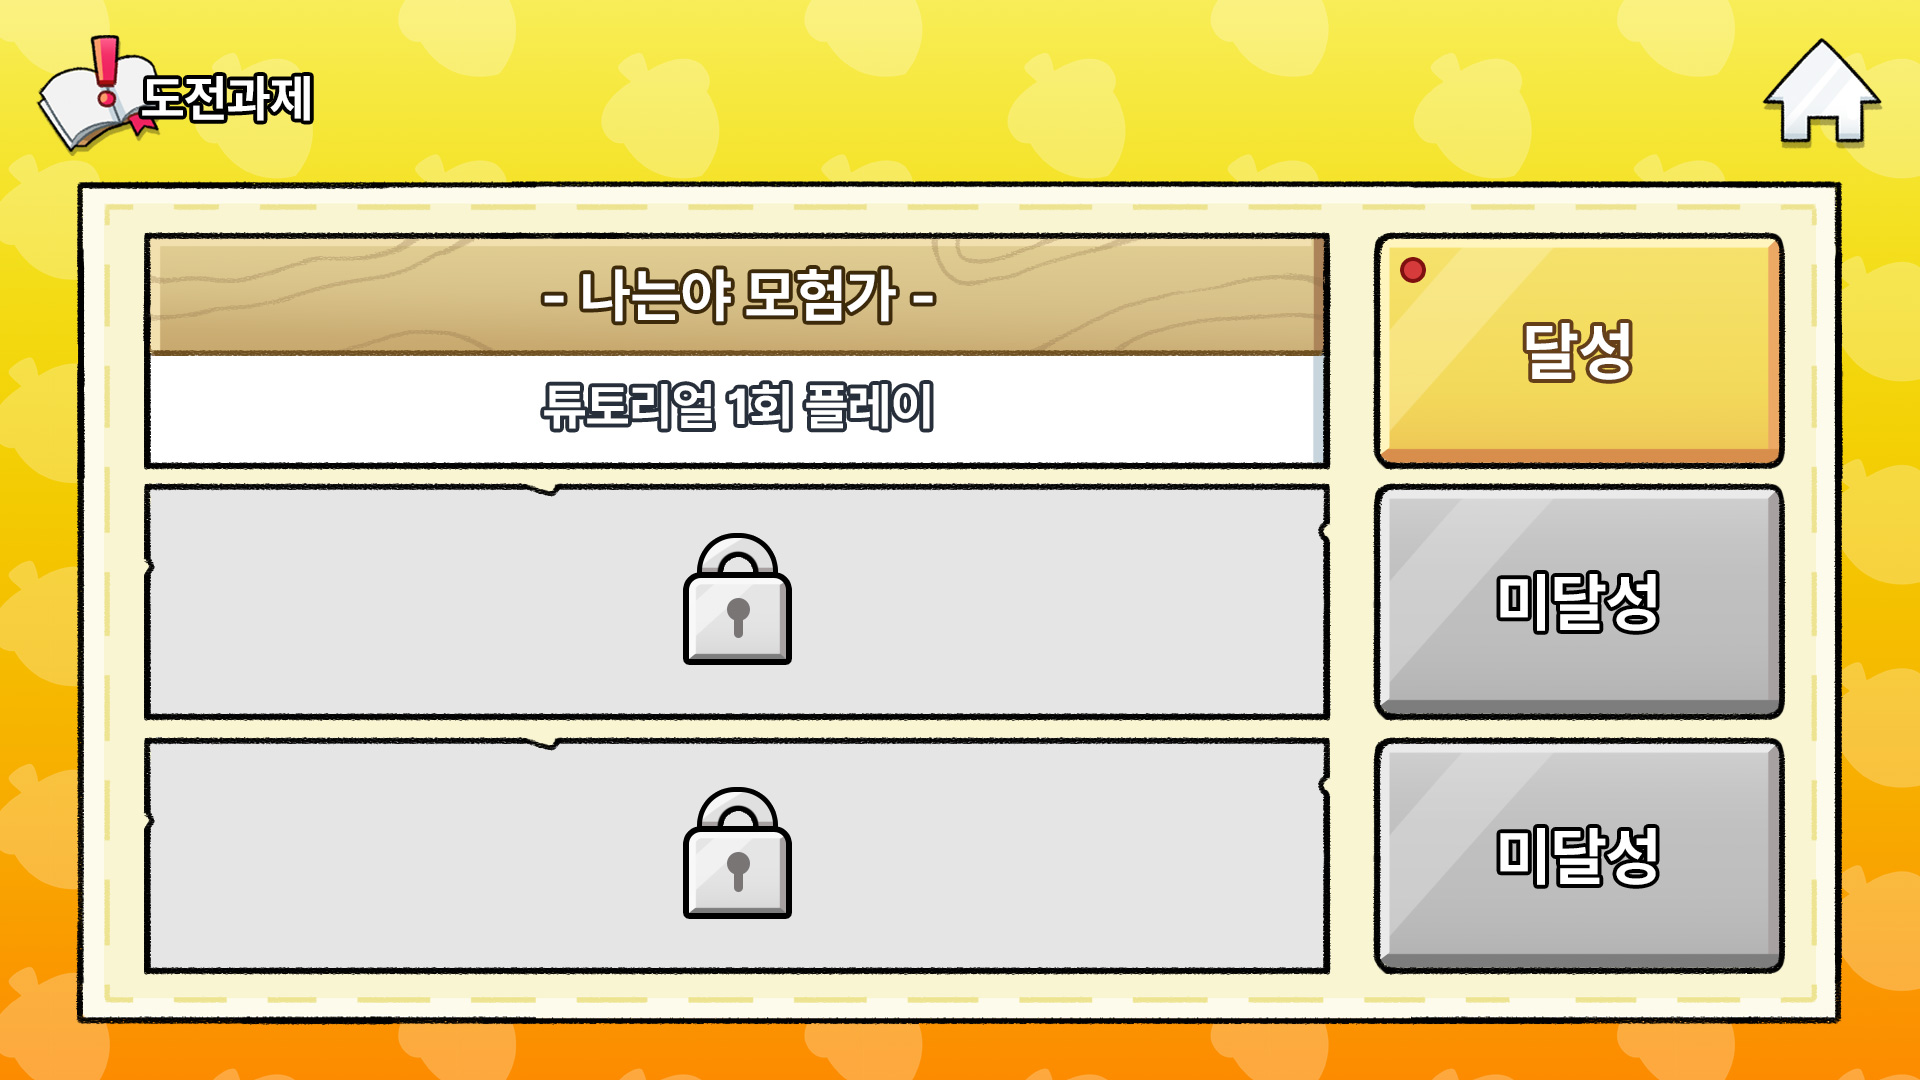 도전과제
- 나는야 모험가 -
달성
튜토리얼 1회 플레이
미달성
미달성